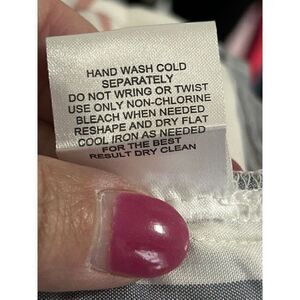 HAND WASH COLD
SEPARATELY
DO NOT WRING OR TWIST
USE ONLY NON-CHLORINE
BLEACH WHEN NEEDED
RESHAPE AND DRY FLAT
COOL IRON AS NEEDED
FOR THE BEST
RESULT DRY CLEAN